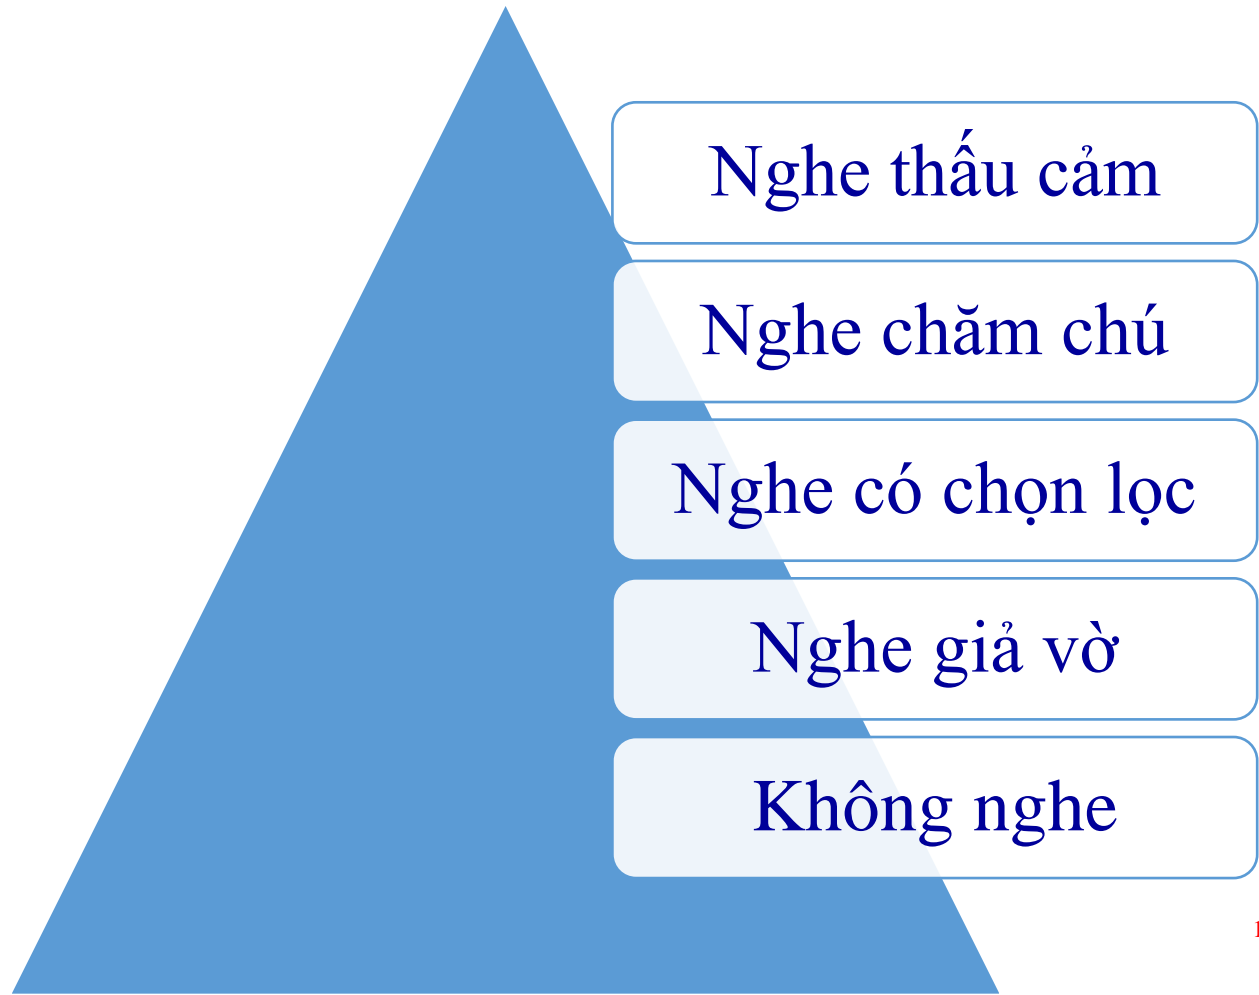 Nghe thấu cảm
Nghe chăm chú
Nghe có chọn lọc
Nghe giả vờ
Không nghe